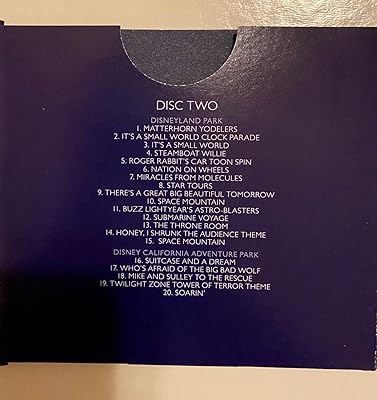 DISC TWO
DISNEYLAND PARK
1. MATTERHORN YODELERS
2. IT'S A SMALL WORLD CLOCK PARADE
3. IT'S A SMALL WORLD
4. STEAMBOAT WILLIE
5: ROGER RABBIT'S CAR TOON SPIN
6. NATION ON WHEELS
7. MIRACLES FROM MOLECULES
8. STAR TOURS
9. THERE'S A GREAT BIG BEAUTIFUL TOMORROW
10. SPACE MOUNTAIN
11. BUZZ LIGHTYEAR'S ASTRO-BLASTERS
12. SUBMARINE VOYAGE
13. THE THRONE ROOM
14. HONEY, I SHRUNK THE AUDIENCE THEME
15. SPACE MOUNTAIN
DISNEY CALIFORNIA ADVENTURE PARK
16. SUITCASE AND A DREAM
17. WHO'S AFRAID OF THE BIG BAD WOLF
18. MIKE AND SULLEY TO THE RESCUE
19. TWILIGHT ZONE TOWER OF TERROR THEME
20. SOARIN'